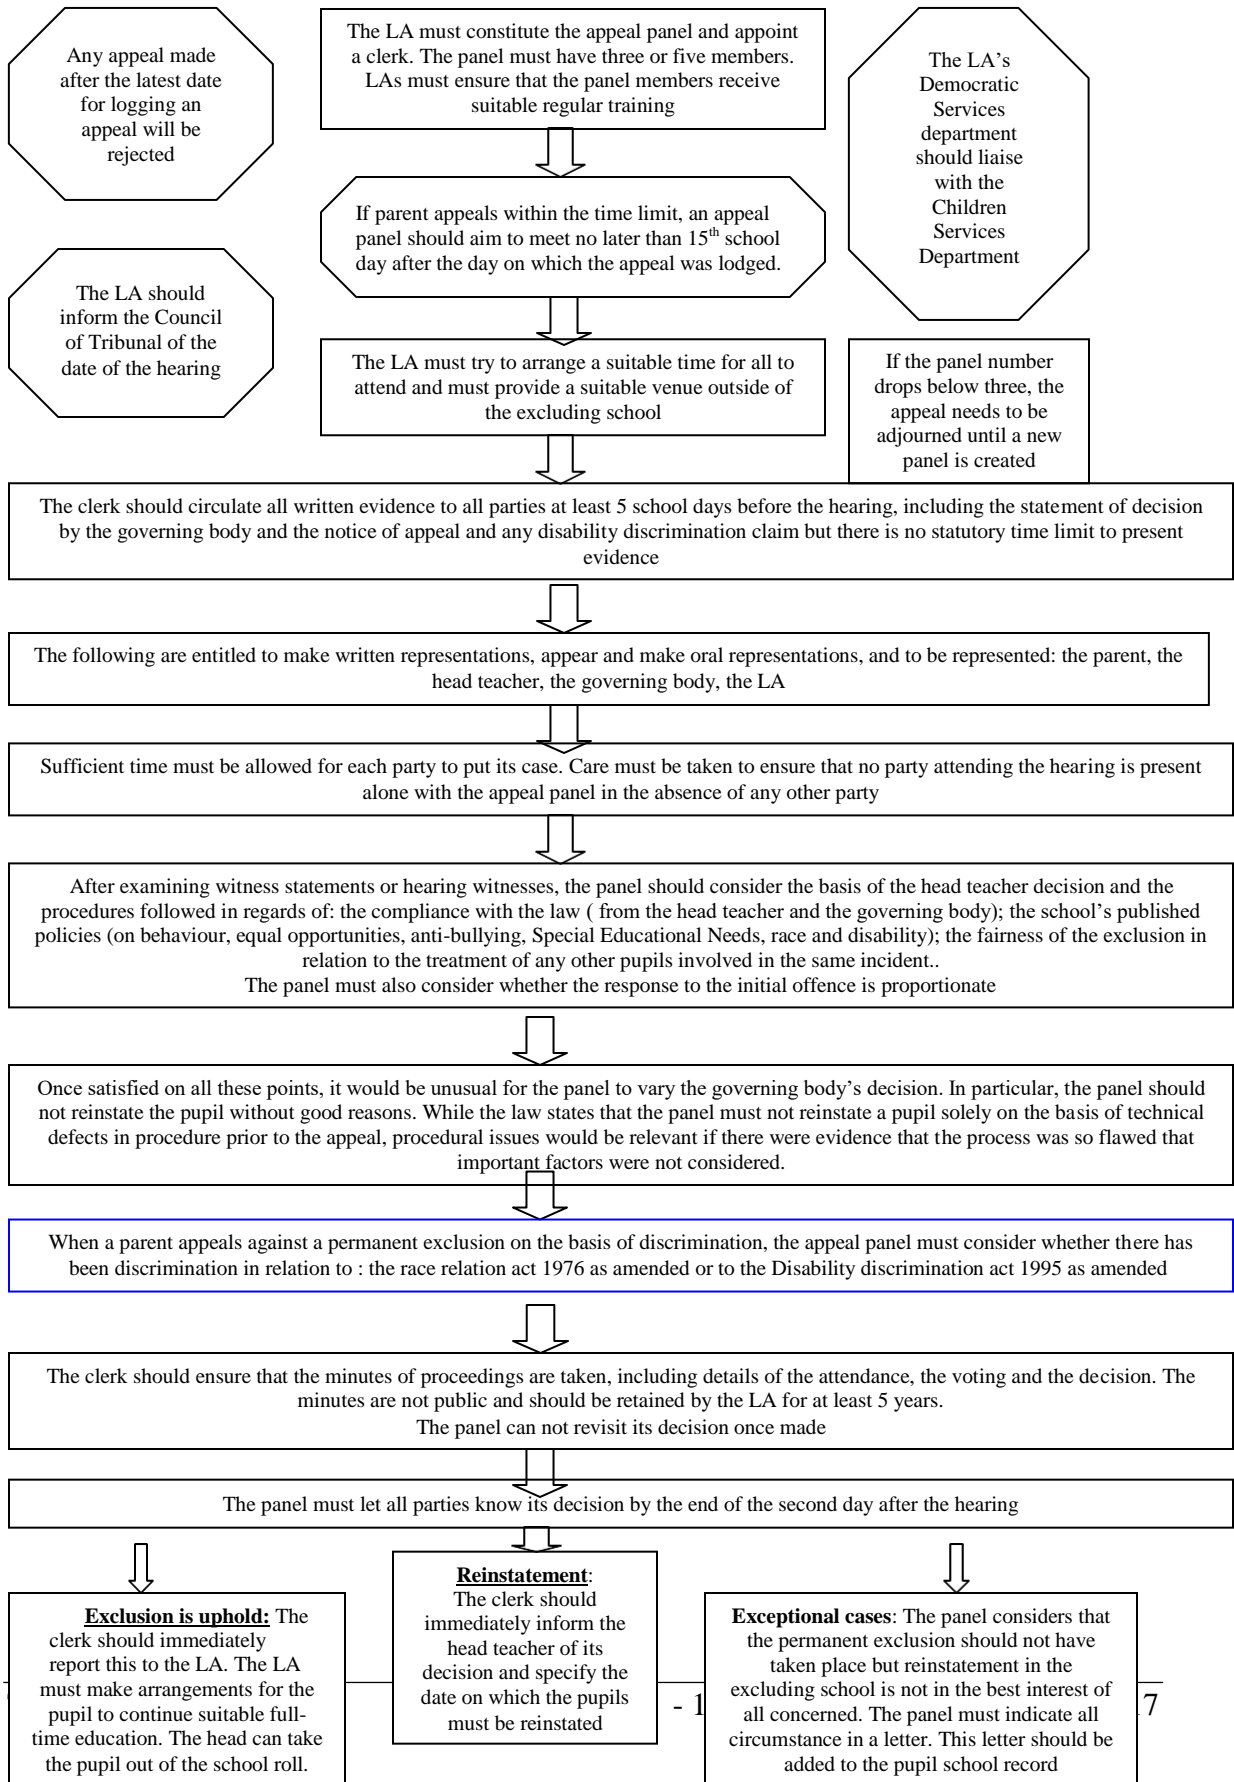 Any appeal made
after the latest date
for logging an
appeal will be
rejected
The LA must constitute the appeal panel and appoint
a clerk. The panel must have three or five members.
LAs must ensure that the panel members receive
suitable regular training
The LA's
Democratic
Services
department
should liaise
with the
Children
Services
Department
If parent appeals within the time limit, an appeal
panel should aim to meet no later than 15th school
day after the day on which the appeal was lodged.
The LA should
inform the Council
of Tribunal of the
date of the hearing
The LA must try to arrange a suitable time for all to
attend and must provide a suitable venue outside of
the excluding school
If the panel number
drops below three, the
appeal needs to be
adjourned until a new
panel is created
The clerk should circulate all written evidence to all parties at least 5 school days before the hearing, including the statement of decision
by the governing body and the notice of appeal and any disability discrimination claim but there is no statutory time limit to present
evidence
The following are entitled to make written representations, appear and make oral representations, and to be represented: the parent, the
head teacher, the governing body, the LA
Sufficient time must be allowed for each party to put its case. Care must be taken to ensure that no party attending the hearing is present
alone with the appeal panel in the absence of any other party
After examining witness statements or hearing witnesses, the panel should consider the basis of the head teacher decision and the
procedures followed in regards of: the compliance with the law ( from the head teacher and the governing body); the school's published
policies (on behaviour, equal opportunities, anti-bullying, Special Educational Needs, race and disability); the fairness of the exclusion in
relation to the treatment of any other pupils involved in the same incident..
The panel must also consider whether the response to the initial offence is proportionate
Once satisfied on all these points, it would be unusual for the panel to vary the governing body's decision. In particular, the panel should
not reinstate the pupil without good reasons. While the law states that the panel must not reinstate a pupil solely on the basis of technical
defects in procedure prior to the appeal, procedural issues would be relevant if there were evidence that the process was so flawed that
important factors were not considered.
When a parent appeals against a permanent exclusion on the basis of discrimination, the appeal panel must consider whether there has
been discrimination in relation to : the race relation act 1976 as amended or to the Disability discrimination act 1995 as amended
The clerk should ensure that the minutes of proceedings are taken, including details of the attendance, the voting and the decision. The
minutes are not public and should be retained by the LA for at least 5 years.
The panel can not revisit its decision once made
The panel must let all parties know its decision by the end of the second day after the hearing
Exclusion is uphold: The
clerk should immediately
report this to the LA. The LA
must make arrangements for the
pupil to continue suitable full-
time education. The head can take
the pupil out of the school roll.
Reinstatement:
The clerk should
immediately inform the
head teacher of its
decision and specify the
date on which the pupils
must be reinstated
Exceptional cases: The panel considers that
the permanent exclusion should not have
taken place but reinstatement in the
excluding school is not in the best interest of
all concerned. The panel must indicate all
circumstance in a letter. This letter should be
added to the pupil school record
- 1